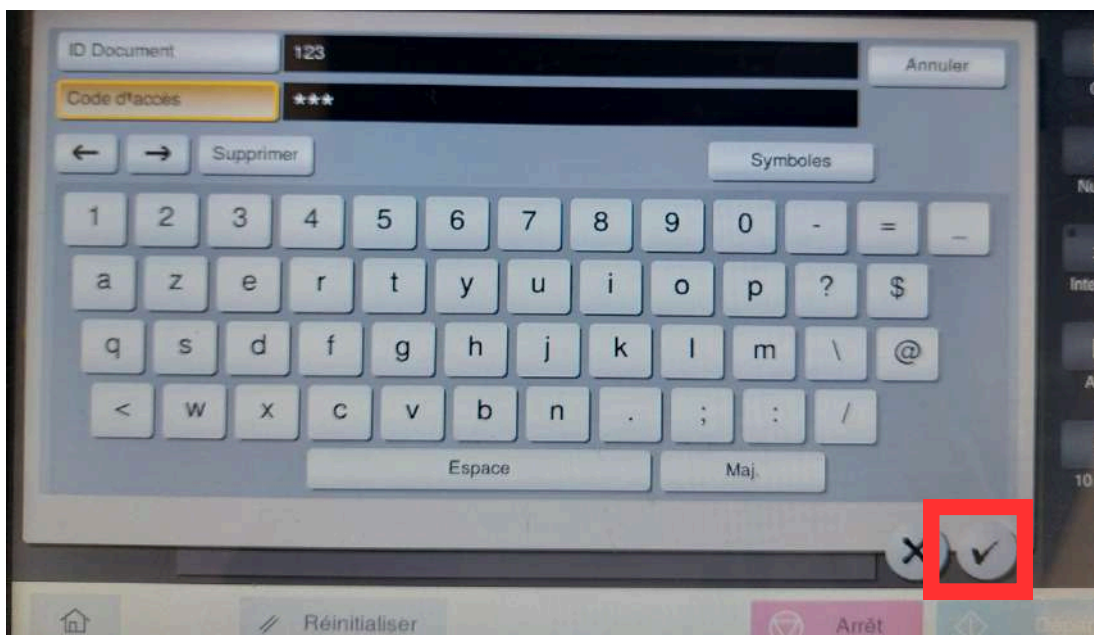 ID Document 123 Annuler
Code d'accès ***
← → Supprimer Symboles
1 2 3 4 5 6 7 8 9 0 - = _
a z e r t y u i o p ? $
q s d f g h j k l m \ @
< w x c v b n . ; : /
Espace Maj.
Réinitialiser Arrêt